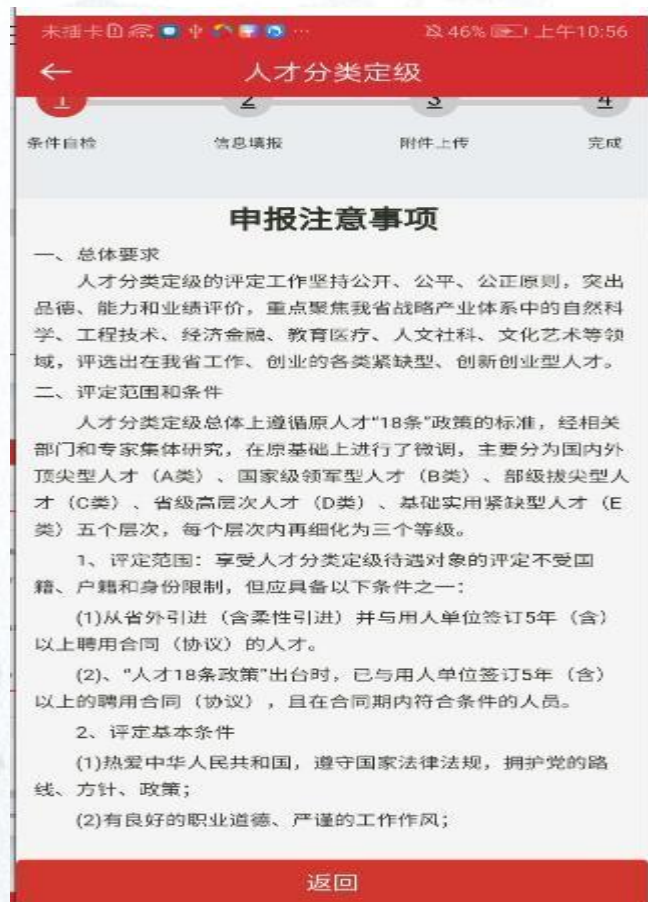 未插卡 46% 上午10:56
← 人才分类定级
1 2 3 4
条件自检 信息填报 附件上传 完成
申报注意事项
一、总体要求
人才分类定级的评定工作坚持公开、公平、公正原则，突出
品德、能力和业绩评价，重点聚焦我省战略产业体系中的自然科
学、工程技术、经济金融、教育医疗、人文社科、文化艺术等领
域，评选出在我省工作、创业的各类紧缺型、创新创业型人才。
二、评定范围和条件
人才分类定级总体上遵循原人才“18条”政策的标准，经相关
部门和专家集体研究，在原基础上进行了微调，主要分为国内外
顶尖型人才（A类）、国家级领军型人才（B类）、部级拔尖型人
才（C类）、省级高层次人才（D类）、基础实用紧缺型人才（E
类）五个层次，每个层次内再细化为三个等级。
1、评定范围：享受人才分类定级待遇对象的评定不受国
籍、户籍和身份限制，但应具备以下条件之一：
(1)从省外引进（含柔性引进）并与用人单位签订5年（含）
以上聘用合同（协议）的人才。
(2)、“人才18条政策”出台时，已与用人单位签订5年（含）
以上的聘用合同（协议），且在合同期内符合条件的人员。
2、评定基本条件
(1)热爱中华人民共和国，遵守国家法律法规，拥护党的路
线、方针、政策；
(2)有良好的职业道德、严谨的工作作风；
返回